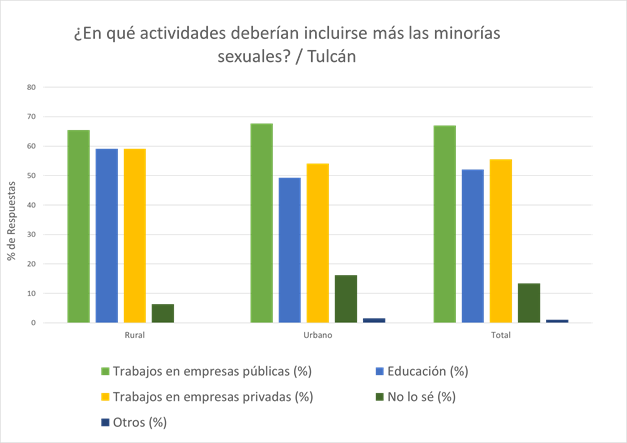 ¿En qué actividades deberían incluirse más las minorías
sexuales? / Tulcán
80
70
60
50
40
30
20
10
0
% de Respuestas
Rural
Urbano
Total
Trabajos en empresas públicas (%)
Educación (%)
Trabajos en empresas privadas (%)
No lo sé (%)
Otros (%)